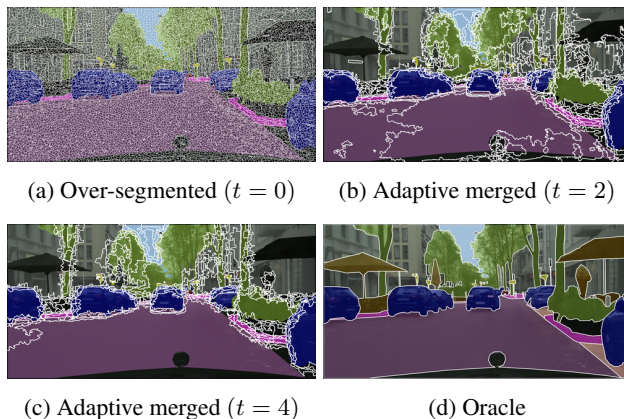 (a) Over-segmented (t = 0)
(b) Adaptive merged (t = 2)
(c) Adaptive merged (t = 4)
(d) Oracle